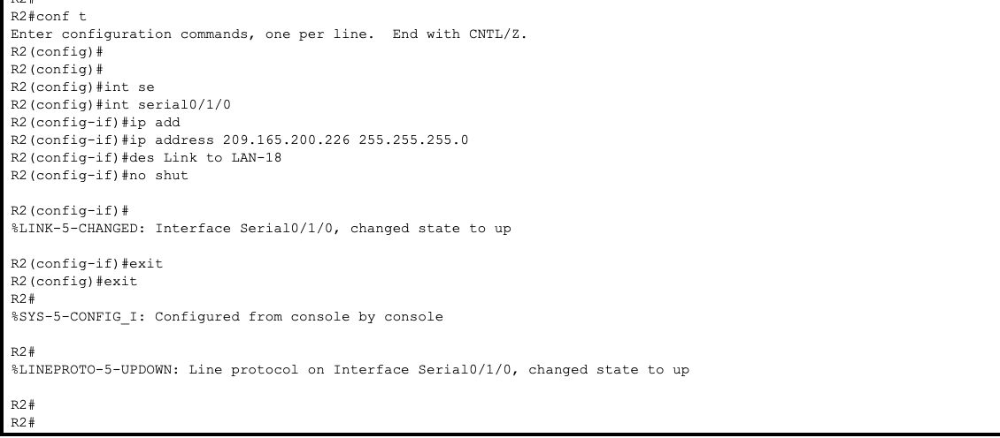 R2#
R2#conf t
Enter configuration commands, one per line.  End with CNTL/Z.
R2(config)#
R2(config)#
R2(config)#int se
R2(config)#int serial0/1/0
R2(config-if)#ip add
R2(config-if)#ip address 209.165.200.226 255.255.255.0
R2(config-if)#des Link to LAN-18
R2(config-if)#no shut
R2(config-if)#
%LINK-5-CHANGED: Interface Serial0/1/0, changed state to up
R2(config-if)#exit
R2(config)#exit
R2#
%SYS-5-CONFIG_I: Configured from console by console
R2#
%LINEPROTO-5-UPDOWN: Line protocol on Interface Serial0/1/0, changed state to up
R2#
R2#